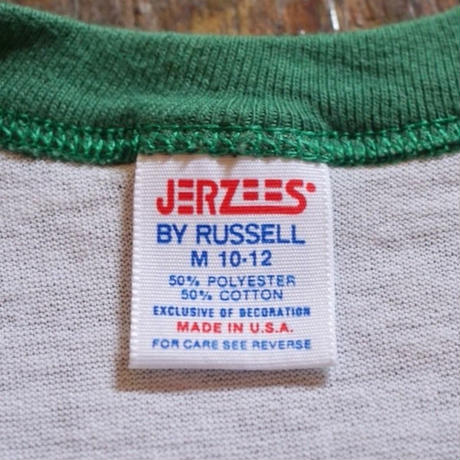 JERZEES
BY RUSSELL
M 10-12
50% POLYESTER
50% COTTON
EXCLUSIVE OF DECORATION
MADE IN U.S.A.
FOR CARE SEE REVERSE